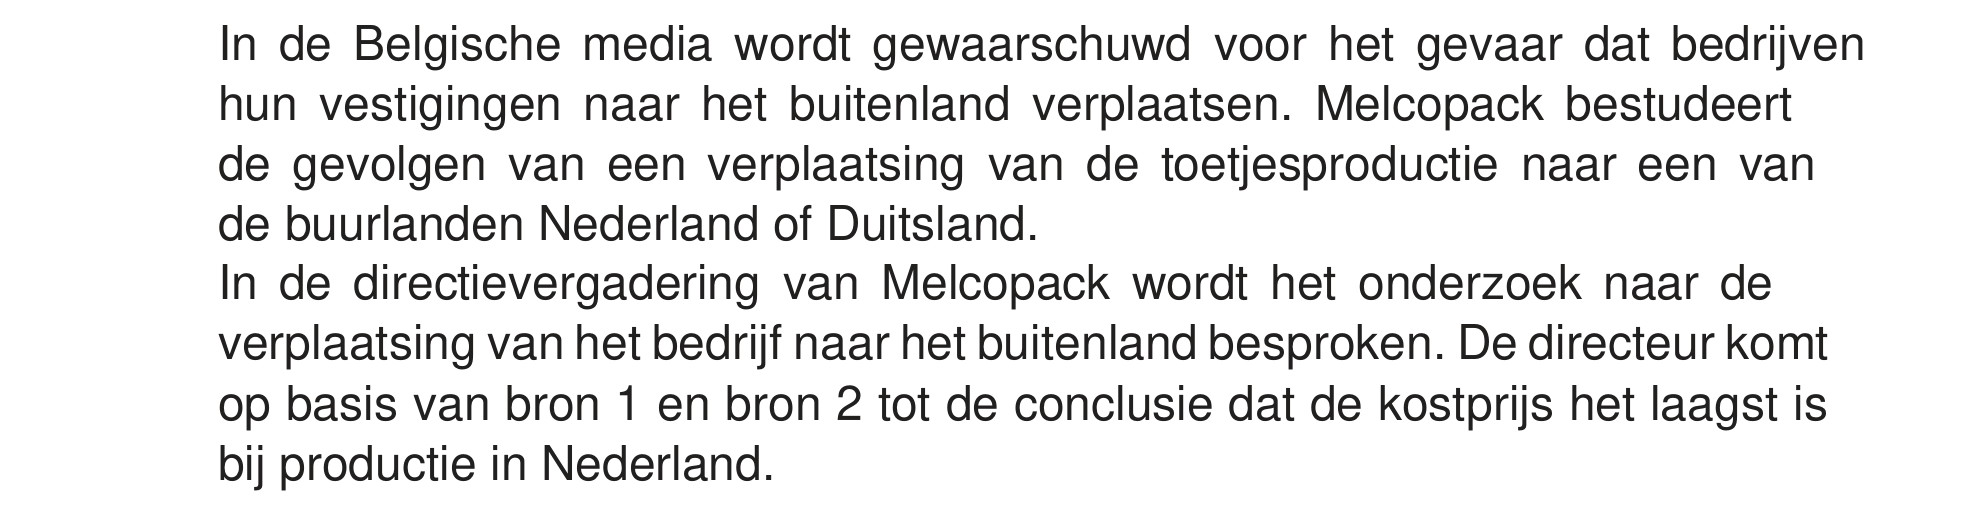 In de Belgische media wordt gewaarschuwd voor het gevaar dat bedrijven
hun vestigingen naar het buitenland verplaatsen. Melcopack bestudeert
de gevolgen van een verplaatsing van de toetjesproductie naar een van
de buurlanden Nederland of Duitsland.
In de directievergadering van Melcopack wordt het onderzoek naar de
verplaatsing van het bedrijf naar het buitenland besproken. De directeur komt
op basis van bron 1 en bron 2 tot de conclusie dat de kostprijs het laagst is
bij productie in Nederland.